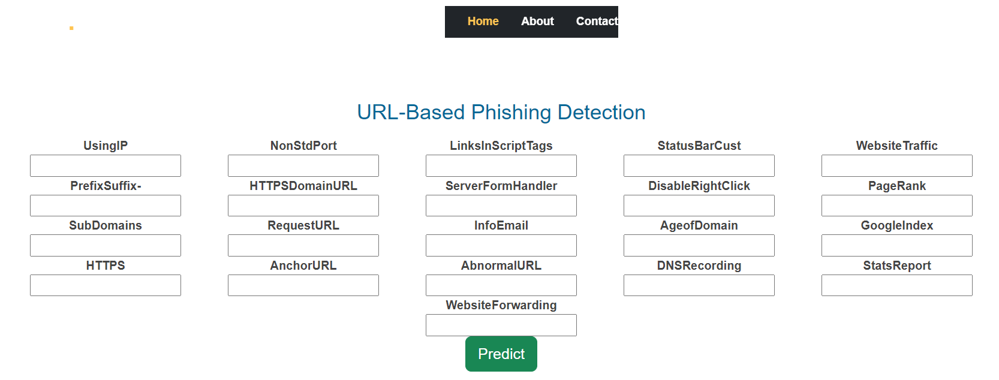 Home About Contact
URL-Based Phishing Detection
UsingIP NonStdPort LinksInScriptTags StatusBarCust WebsiteTraffic
PrefixSuffix- HTTPSDomainURL ServerFormHandler DisableRightClick PageRank
SubDomains RequestURL InfoEmail AgeofDomain GoogleIndex
HTTPS AnchorURL AbnormalURL DNSRecording StatsReport
WebsiteForwarding
Predict